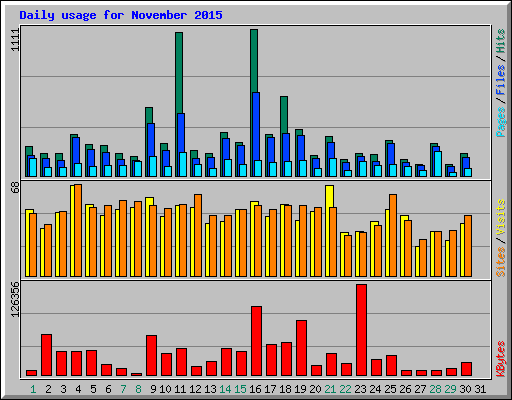 Daily usage for November 2015
1111
Pages / Files / Hits
68
Sites / Visits
126356
KBytes
1 2 3 4 5 6 7 8 9 10 11 12 13 14 15 16 17 18 19 20 21 22 23 24 25 26 27 28 29 30 31